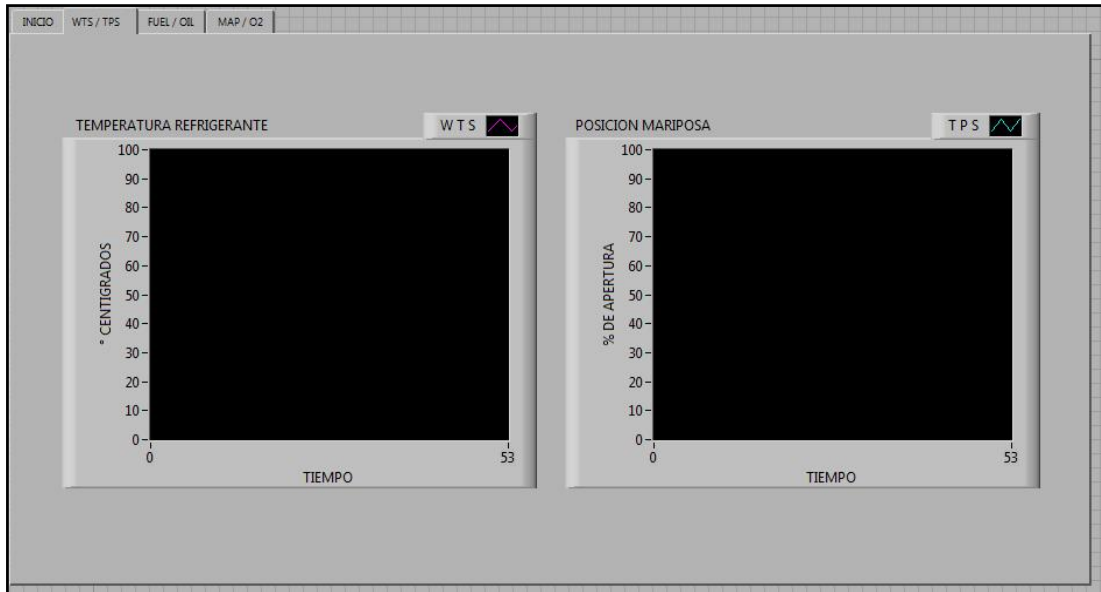 INICIO WTS / TPS FUEL / OIL MAP / O2
TEMPERATURA REFRIGERANTE
W T S
° CENTIGRADOS
100
90
80
70
60
50
40
30
20
10
0
0 53
TIEMPO
POSICION MARIPOSA
T P S
% DE APERTURA
100
90
80
70
60
50
40
30
20
10
0
0 53
TIEMPO